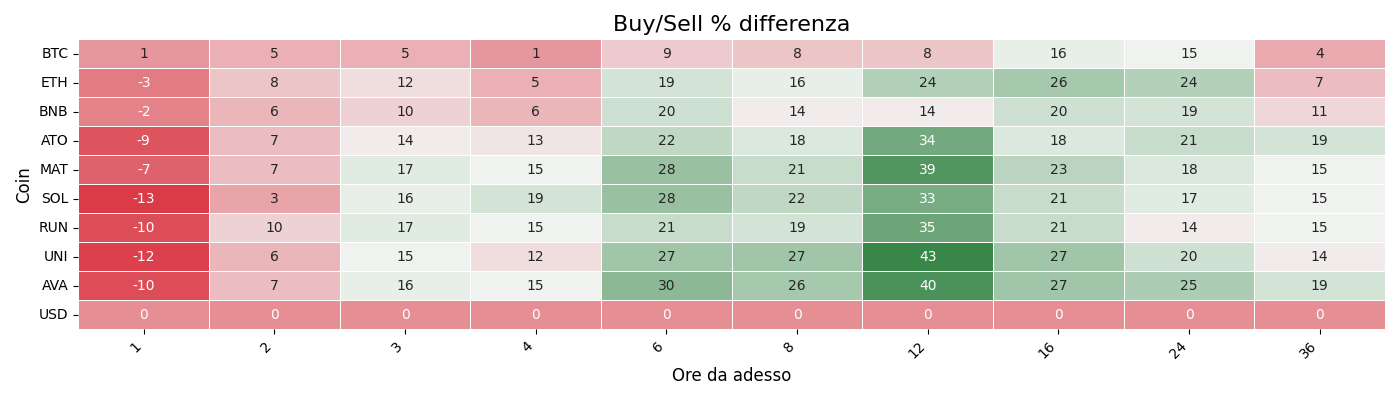 Buy/Sell % differenza
Coin
BTC 1 5 5 1 9 8 8 16 15 4
ETH -3 8 12 5 19 16 24 26 24 7
BNB -2 6 10 6 20 14 14 20 19 11
ATO -9 7 14 13 22 18 34 18 21 19
MAT -7 7 17 15 28 21 39 23 18 15
SOL -13 3 16 19 28 22 33 21 17 15
RUN -10 10 17 15 21 19 35 21 14 15
UNI -12 6 15 12 27 27 43 27 20 14
AVA -10 7 16 15 30 26 40 27 25 19
USD 0 0 0 0 0 0 0 0 0 0
1 2 3 4 6 8 12 16 24 36
Ore da adesso